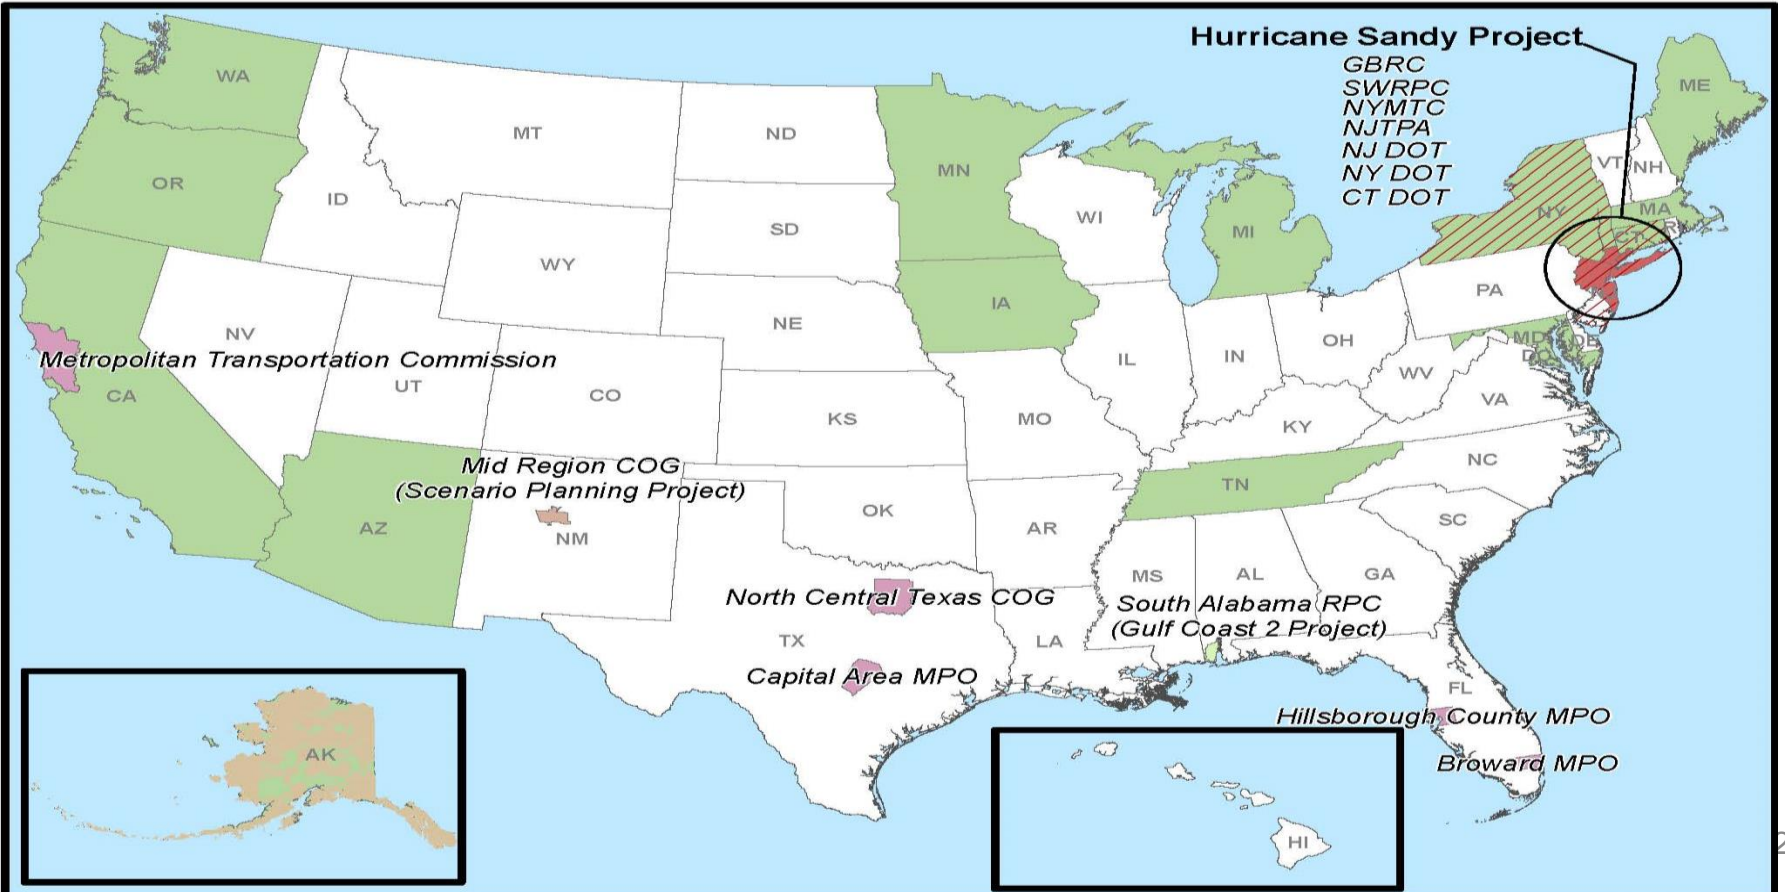 Hurricane Sandy Project
GBRC
SWRPC
NYMTC
NJTPA
NJ DOT
NY DOT
CT DOT
WA
MT
ND
MN
ME
VT
NH
OR
ID
SD
WI
MI
NY
MA
CT
RI
WY
IA
PA
NV
NE
OH
IL
IN
MD
DE
DC
Metropolitan Transportation Commission
UT
CO
CA
KS
MO
WV
VA
KY
Mid Region COG
(Scenario Planning Project)
NC
TN
AZ
NM
OK
AR
SC
North Central Texas COG
MS
AL
GA
South Alabama RPC
(Gulf Coast 2 Project)
TX
LA
Capital Area MPO
FL
Hillsborough County MPO
Broward MPO
AK
HI
2